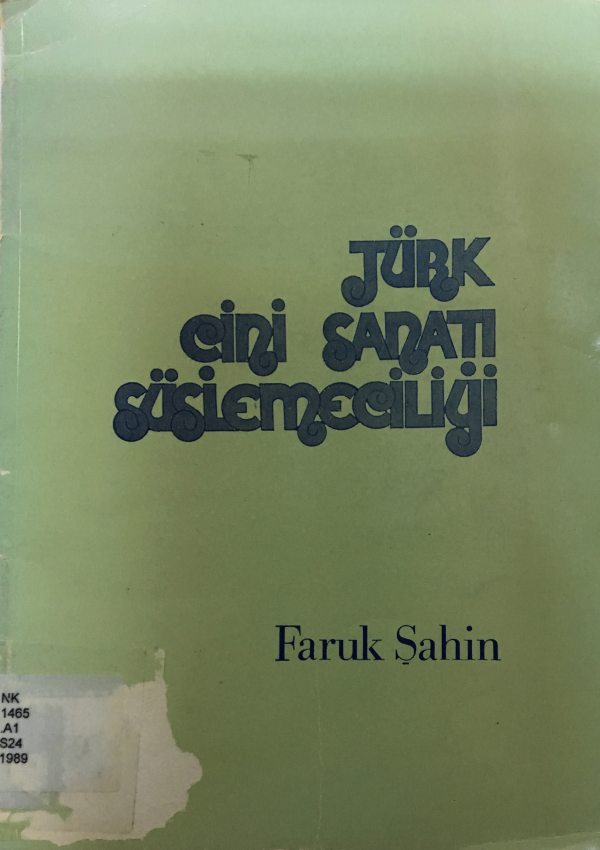 TÜRK
ÇİNİ SANATI
SÜSLEMECİLİĞİ
Faruk Şahin
NK
1465
.A1
S24
1989